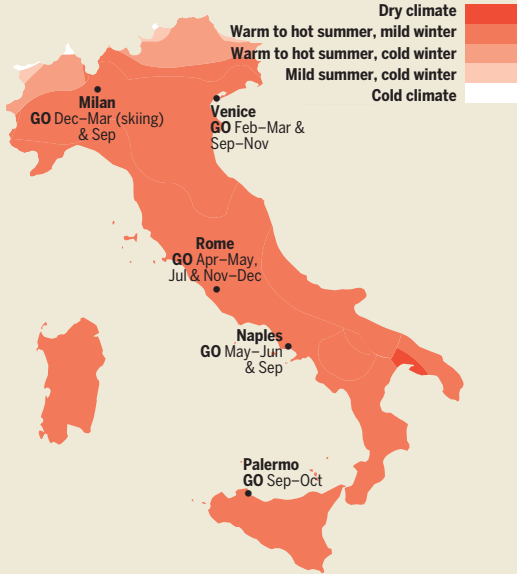 Dry climate
Warm to hot summer, mild winter
Warm to hot summer, cold winter
Mild summer, cold winter
Cold climate
Milan
GO Dec–Mar (skiing)
& Sep
Venice
GO Feb–Mar &
Sep–Nov
Rome
GO Apr–May,
Jul & Nov–Dec
Naples
GO May–Jun
& Sep
Palermo
GO Sep–Oct